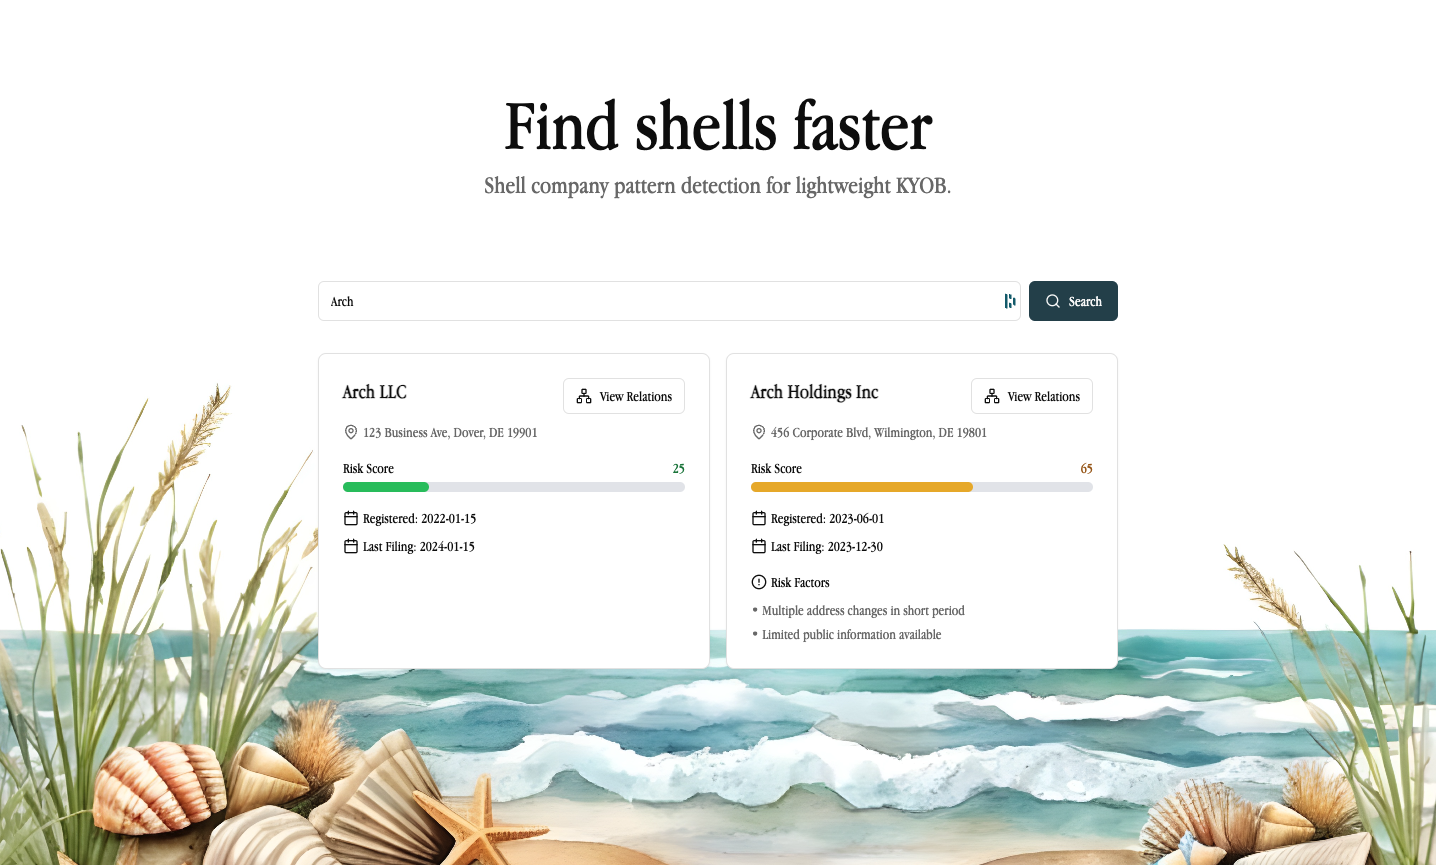 Find shells faster
Shell company pattern detection for lightweight KYOB.
Arch
Search
Arch LLC
View Relations
123 Business Ave, Dover, DE 19901
Risk Score
25
Registered: 2022-01-15
Last Filing: 2024-01-15
Arch Holdings Inc
View Relations
456 Corporate Blvd, Wilmington, DE 19801
Risk Score
65
Registered: 2023-06-01
Last Filing: 2023-12-30
Risk Factors
• Multiple address changes in short period
• Limited public information available